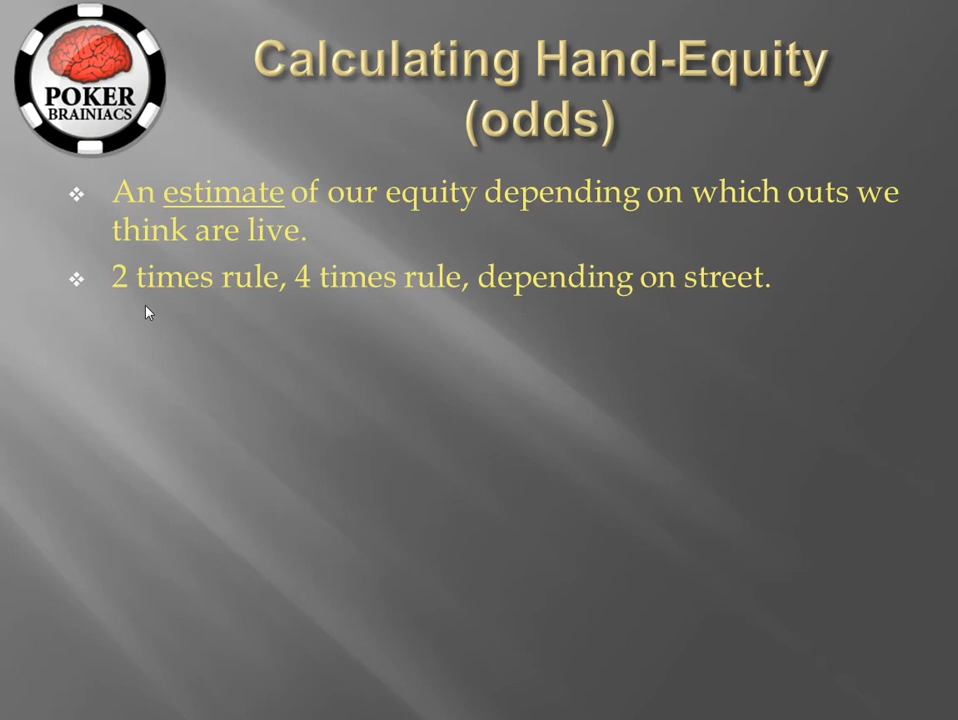 POKER
BRAINIACS
Calculating Hand-Equity
(odds)
An estimate of our equity depending on which outs we
think are live.
2 times rule, 4 times rule, depending on street.